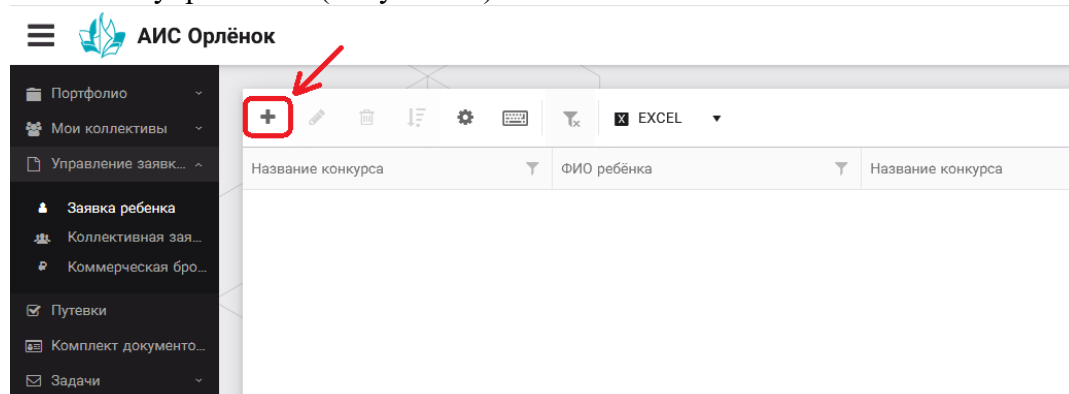 АИС Орлёнок
Портфолио
Мои коллективы
Управление заявк...
Заявка ребенка
Коллективная зая...
Коммерческая бро...
Путевки
Комплект документо...
Задачи
EXCEL
Название конкурса
ФИО ребёнка
Название конкурса